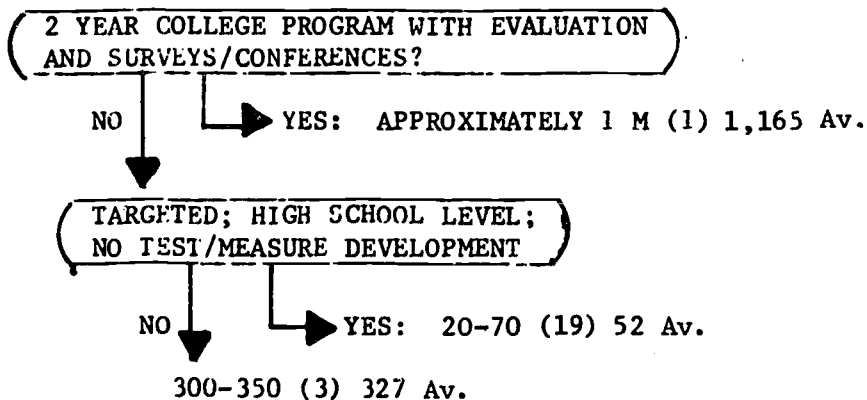 2 YEAR COLLEGE PROGRAM WITH EVALUATION
AND SURVEYS/CONFERENCES?
NO
YES: APPROXIMATELY 1 M (1) 1,165 Av.
TARGETED; HIGH SCHOOL LEVEL;
NO TEST/MEASURE DEVELOPMENT
NO
YES: 20-70 (19) 52 Av.
300-350 (3) 327 Av.